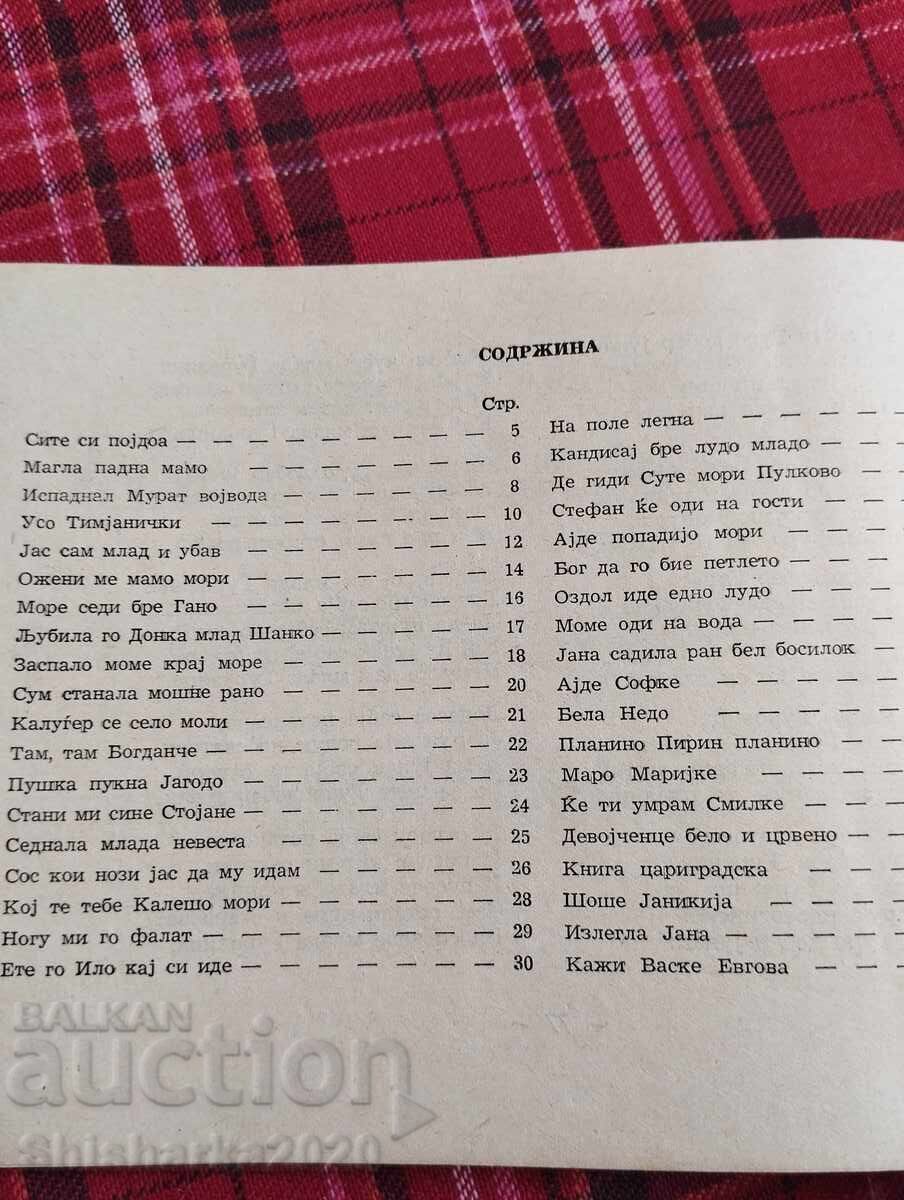 СОДРЖИНА
Стр.
Сите си појдоа — — — — — — — — — 5
Магла падна мамо — — — — — — — 6
Испаднал Мурат војвода — — — — — — 8
Усо Тимјанички — — — — — — — — 10
Јас сам млад и убав — — — — — — — 12
Ожени ме мамо мори — — — — — — — 14
Море седи бре Гано — — — — — — — 16
Љубила го Донка млад Шанко — — — — — 17
Заспало моме крај море — — — — — — 18
Сум станала мошне рано — — — — — — 20
Калуѓер се село моли — — — — — — — 21
Там, там Богданче — — — — — — — — 22
Пушка пукна Јагодо — — — — — — — 23
Стани ми сине Стојане — — — — — — — 24
Седнала млада невеста — — — — — — 25
Сос кои нози јас да му идам — — — — — 26
Кој те тебе Калешо мори — — — — — — 28
Ногу ми го фалат — — — — — — — — 29
Ете го Ило кај си иде — — — — — — — 30
На поле легна — — — — — —
Кандисај бре лудо младо — — —
Де гиди Суте мори Пулково — —
Стефан ќе оди на гости — — —
Ајде попадијо мори — — — —
Бог да го бие петлето — — — —
Оздол иде едно лудо — — — —
Моме оди на вода — — — — —
Јана садила ран бел босилок —
Ајде Софке — — — — — —
Бела Недо — — — — — —
Планино Пирин планино — — —
Маро Маријке — — — — —
Ќе ти умрам Смилке — — —
Девојченце бело и црвено — — —
Книга цариградска — — —
Шоше Јаникија — — — —
Излегла Јана — — — — —
Кажи Васке Евгова — — —
BALKAN
auction
Shisharka2020